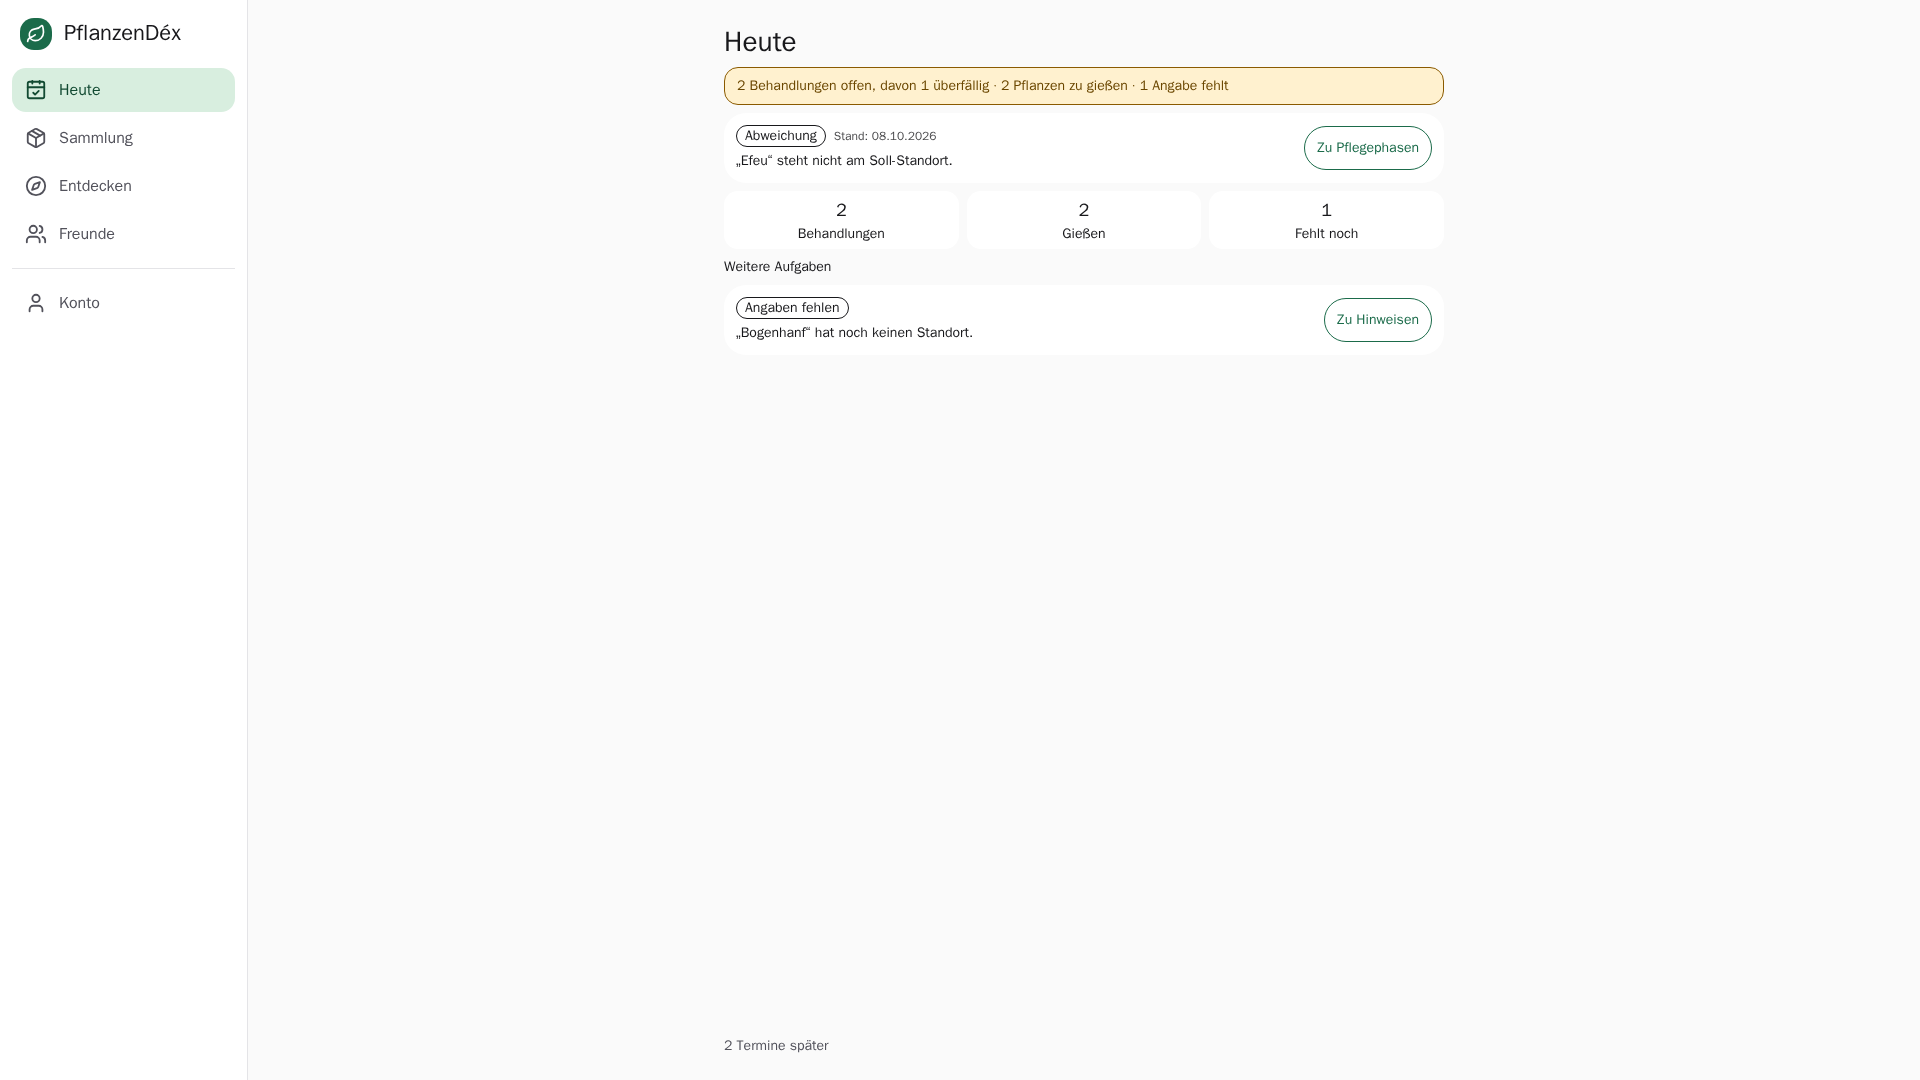 PflanzenDéx
Heute
Sammlung
Entdecken
Freunde
Konto
Heute
2 Behandlungen offen, davon 1 überfällig · 2 Pflanzen zu gießen · 1 Angabe fehlt
Abweichung Stand: 08.10.2026
„Efeu“ steht nicht am Soll-Standort.
Zu Pflegephasen
2
Behandlungen
2
Gießen
1
Fehlt noch
Weitere Aufgaben
Angaben fehlen
„Bogenhanf“ hat noch keinen Standort.
Zu Hinweisen
2 Termine später